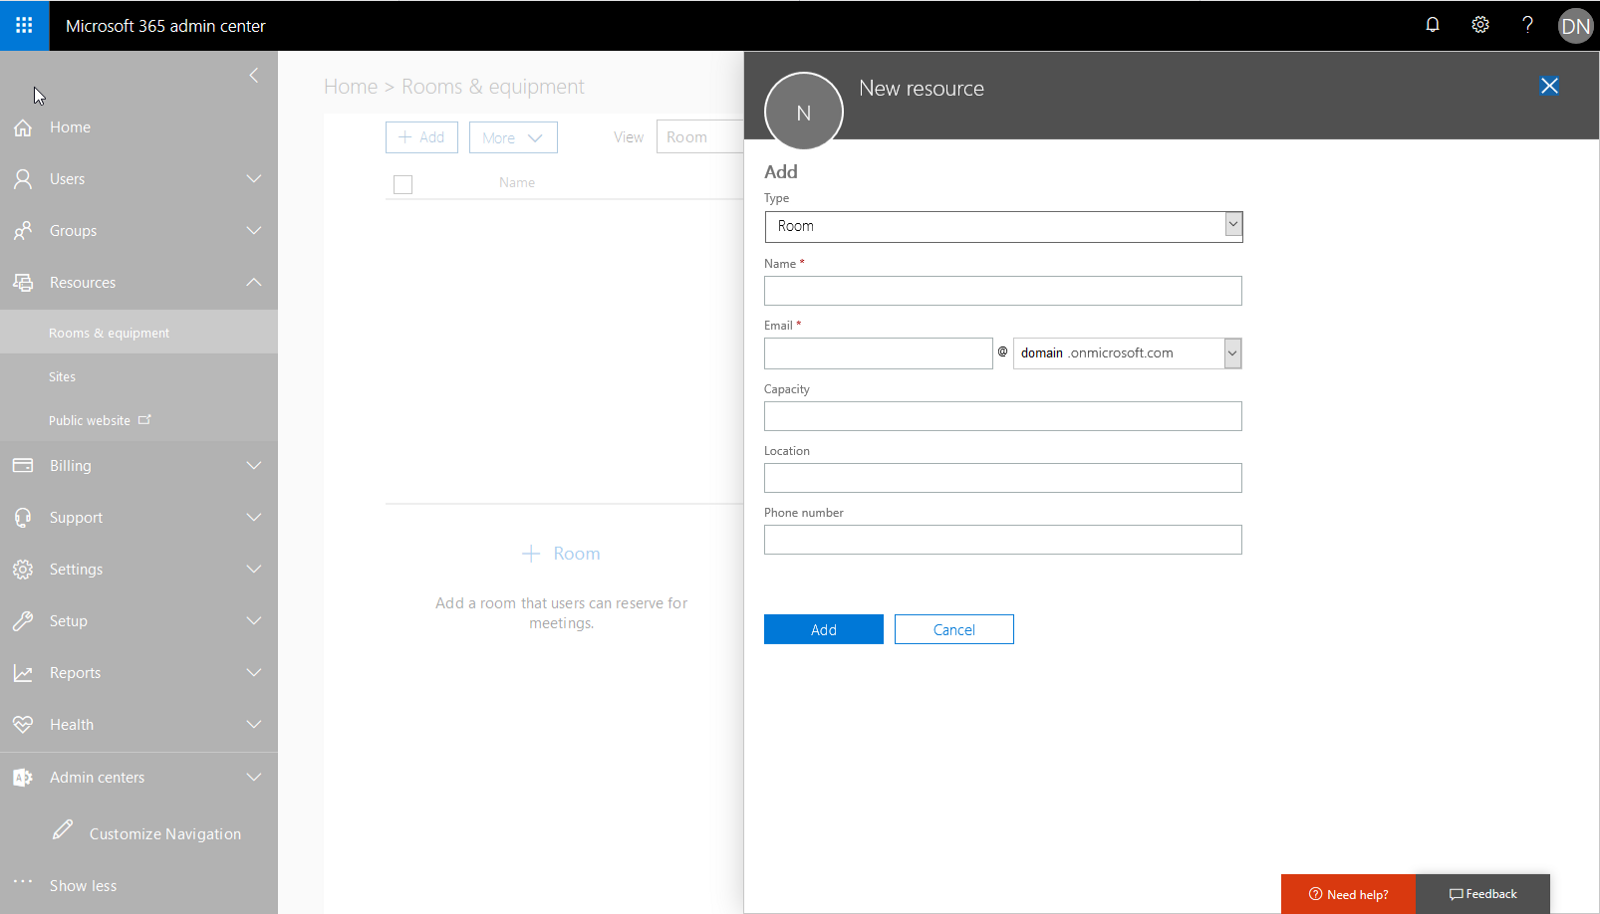 Microsoft 365 admin center
DN
Home
Users
Groups
Resources
Rooms & equipment
Sites
Public website
Billing
Support
Settings
Setup
Reports
Health
Admin centers
Customize Navigation
Show less
Home > Rooms & equipment
Add
More
View
Room
Name
Room
Add a room that users can reserve for
meetings.
N
New resource
Add
Type
Room
Name *
Email *
@ domain .onmicrosoft.com
Capacity
Location
Phone number
Add
Cancel
Need help?
Feedback